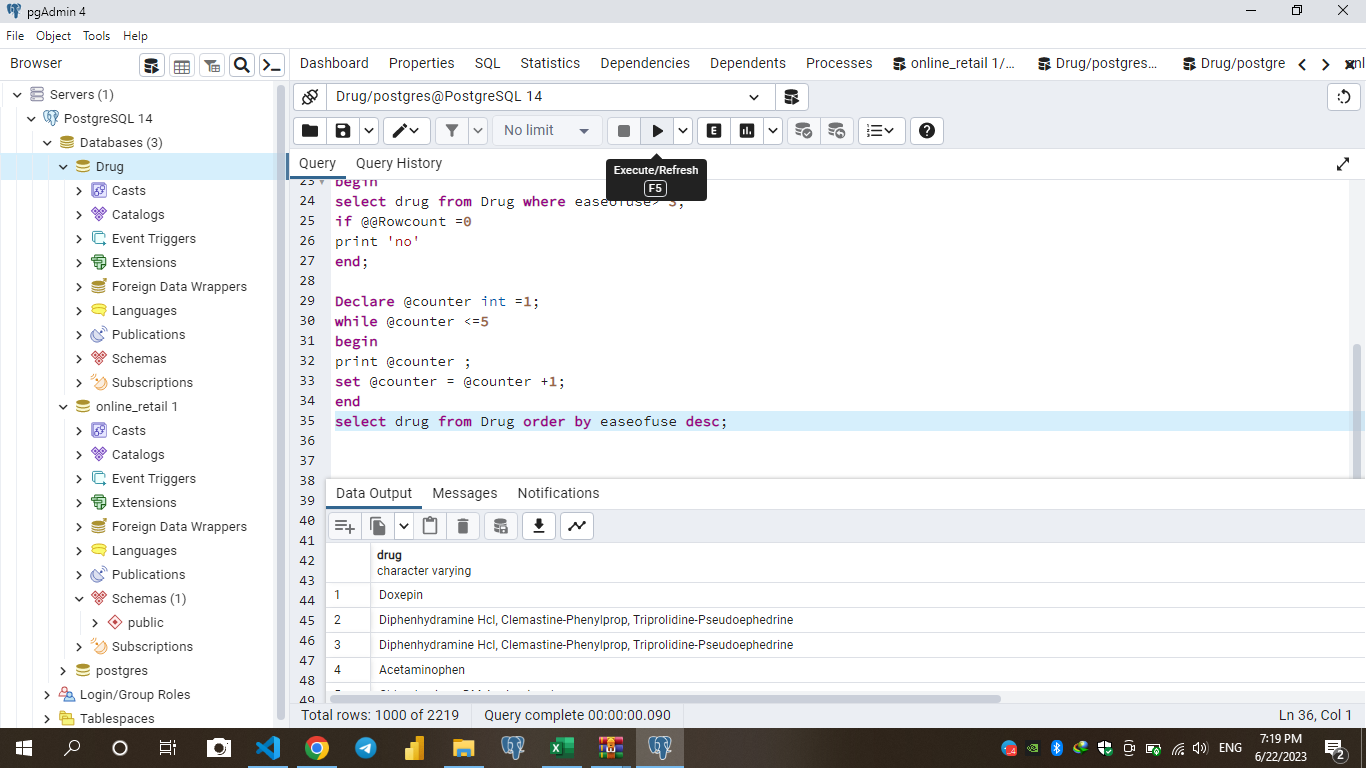 pgAdmin 4
File Object Tools Help
Browser
Dashboard Properties SQL Statistics Dependencies Dependents Processes online_retail 1/... Drug/postgres... Drug/postgre
Servers (1)
PostgreSQL 14
Databases (3)
Drug
Casts
Catalogs
Event Triggers
Extensions
Foreign Data Wrappers
Languages
Publications
Schemas
Subscriptions
online_retail 1
Casts
Catalogs
Event Triggers
Extensions
Foreign Data Wrappers
Languages
Publications
Schemas (1)
public
Subscriptions
postgres
Login/Group Roles
Tablespaces
Drug/postgres@PostgreSQL 14
No limit
E
Query Query History
Execute/Refresh
F5
23 begin
24 select drug from Drug where easeofuse> 3;
25 if @@Rowcount =0
26 print 'no'
27 end;
28
29 Declare @counter int =1;
30 while @counter <=5
31 begin
32 print @counter ;
33 set @counter = @counter +1;
34 end
35 select drug from Drug order by easeofuse desc;
36
37
38
39
40
41
42
43
44
45
46
47
48
49
Data Output Messages Notifications
drug
character varying
1 Doxepin
2 Diphenhydramine Hcl, Clemastine-Phenylprop, Triprolidine-Pseudoephedrine
3 Diphenhydramine Hcl, Clemastine-Phenylprop, Triprolidine-Pseudoephedrine
4 Acetaminophen
Total rows: 1000 of 2219 Query complete 00:00:00.090 Ln 36, Col 1
ENG
7:19 PM
6/22/2023
2